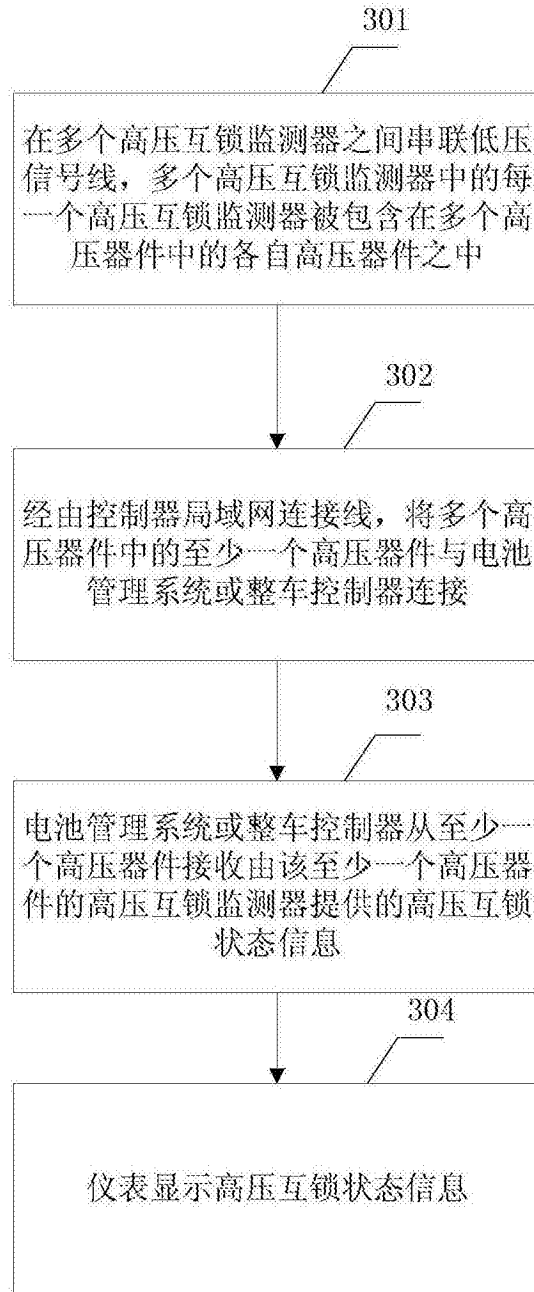 301
在多个高压互锁监测器之间串联低压
信号线，多个高压互锁监测器中的每
一个高压互锁监测器被包含在多个高
压器件中的各自高压器件之中
302
经由控制器局域网连接线，将多个高
压器件中的至少一个高压器件与电池
管理系统或整车控制器连接
303
电池管理系统或整车控制器从至少一
个高压器件接收由该至少一个高压器
件的高压互锁监测器提供的高压互锁
状态信息
304
仪表显示高压互锁状态信息